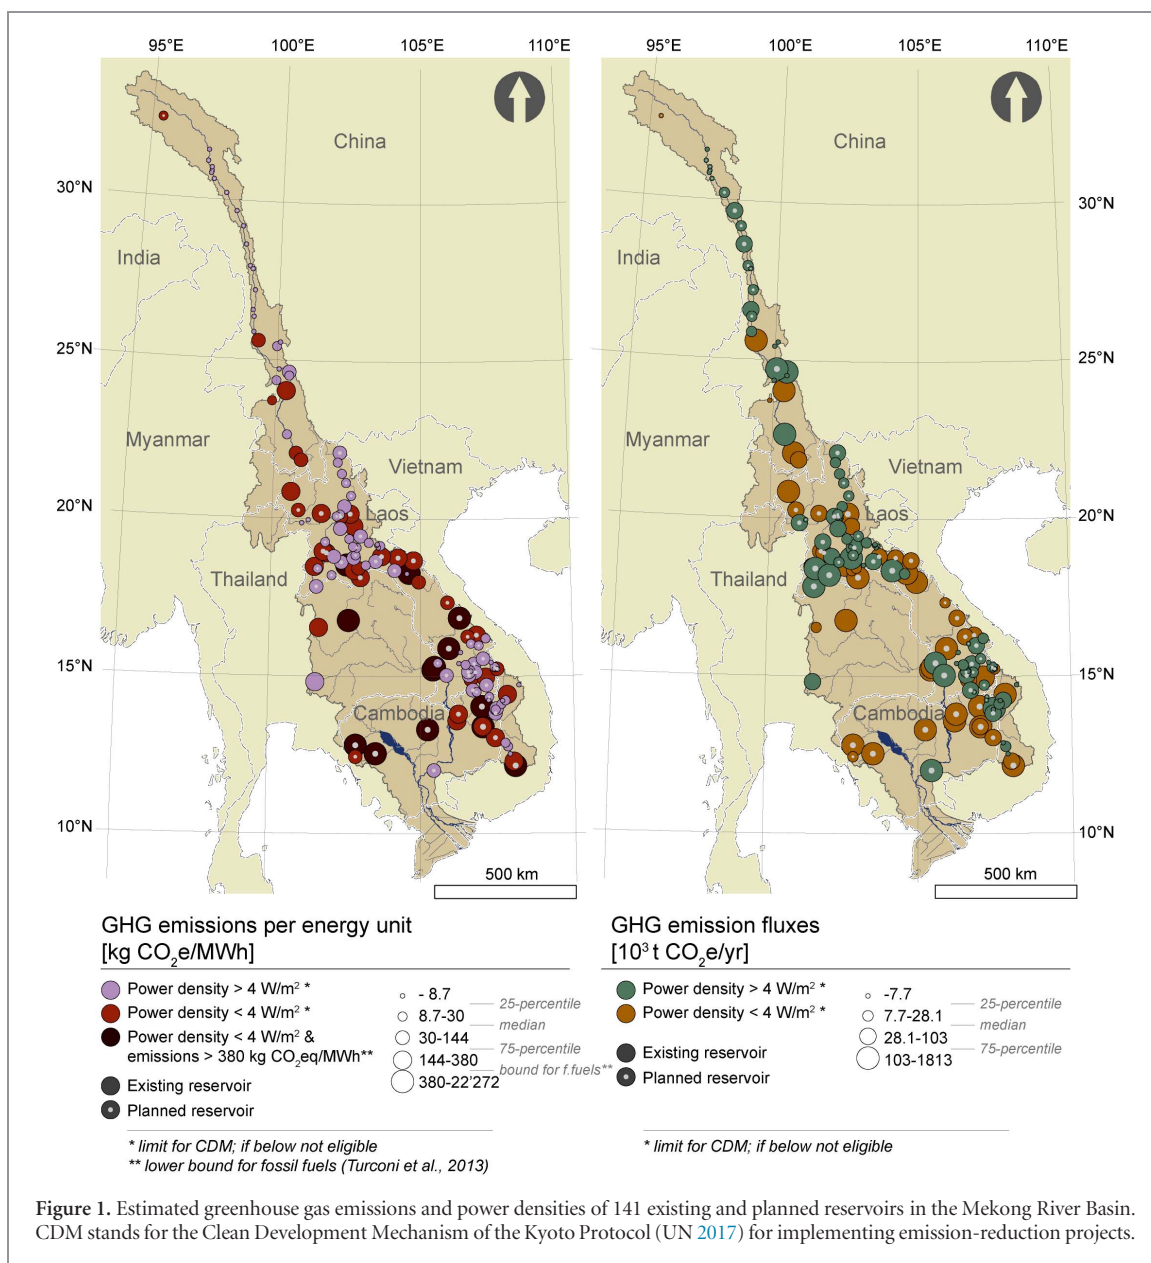 95°E 100°E 105°E 110°E
95°E 100°E 105°E 110°E
China
China
30°N
30°N
India
India
25°N
25°N
Myanmar
Myanmar
Vietnam
Vietnam
20°N
20°N
Laos
Laos
Thailand
Thailand
15°N
15°N
Cambodia
Cambodia
10°N
10°N
500 km
500 km
GHG emissions per energy unit
[kg CO₂e/MWh]
Power density > 4 W/m² *
Power density < 4 W/m² *
Power density < 4 W/m² &
emissions > 380 kg CO₂eq/MWh**
Existing reservoir
Planned reservoir
- 8.7
25-percentile
8.7-30
median
30-144
75-percentile
144-380
bound for f.fuels**
380-22'272
* limit for CDM; if below not eligible
** lower bound for fossil fuels (Turconi et al., 2013)
GHG emission fluxes
[10³ t CO₂e/yr]
Power density > 4 W/m² *
Power density < 4 W/m² *
Existing reservoir
Planned reservoir
-7.7
25-percentile
7.7-28.1
median
28.1-103
75-percentile
103-1813
* limit for CDM; if below not eligible
Figure 1. Estimated greenhouse gas emissions and power densities of 141 existing and planned reservoirs in the Mekong River Basin.
CDM stands for the Clean Development Mechanism of the Kyoto Protocol (UN 2017) for implementing emission-reduction projects.